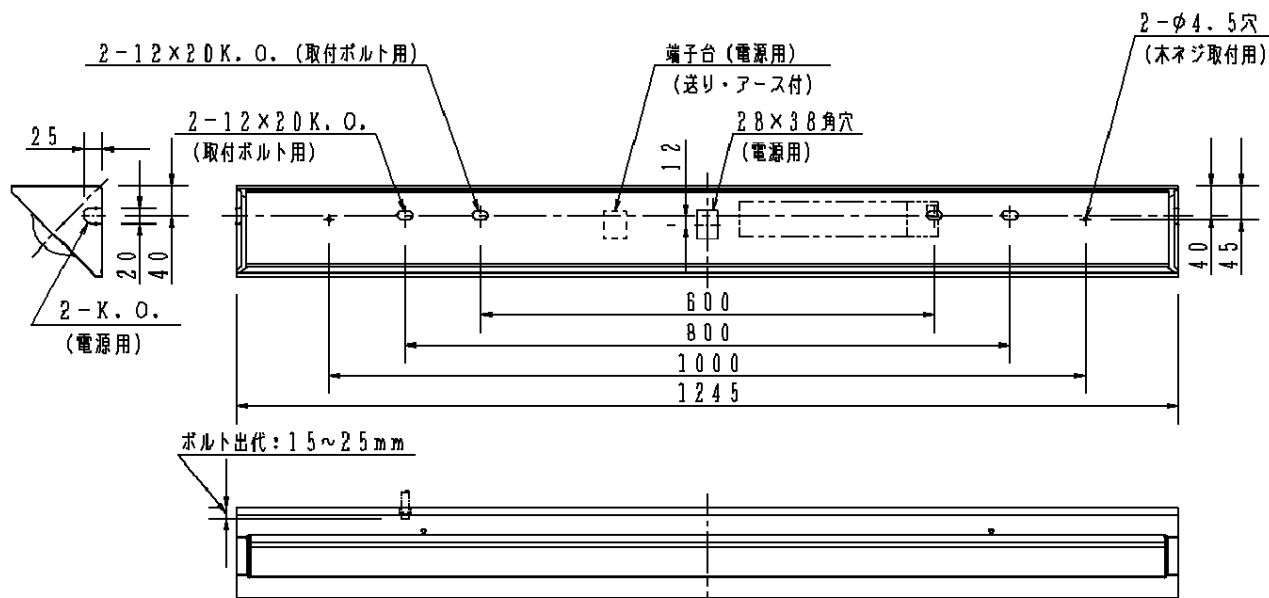 2-φ4.5穴
(木ネジ取付用)
2-12×20K.O.(取付ボルト用)
端子台(電源用)
(送り・アース付)
2-12×20K.O.
(取付ボルト用)
28×38角穴
(電源用)
25
12
20
40
40
45
2-K.O.
(電源用)
600
800
1000
1245
ボルト出代:15~25mm